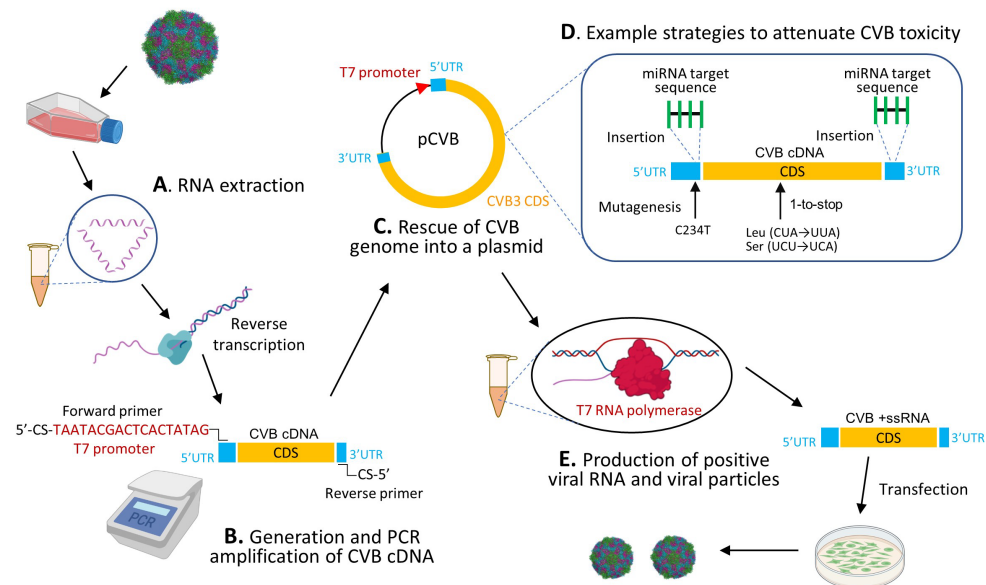 A. RNA extraction
Reverse
transcription
Forward primer
5'-CS-TAATACGACTCACTATAG
T7 promoter
CVB cDNA
5'UTR
CDS
3'UTR
CS-5'
Reverse primer
PCR
B. Generation and PCR
amplification of CVB cDNA
T7 promoter
5'UTR
pCVB
3'UTR
CVB3 CDS
C. Rescue of CVB
genome into a plasmid
D. Example strategies to attenuate CVB toxicity
miRNA target
sequence
miRNA target
sequence
Insertion
Insertion
CVB cDNA
5'UTR
CDS
3'UTR
Mutagenesis
1-to-stop
C234T
Leu (CUA→UUA)
Ser (UCU→UCA)
T7 RNA polymerase
E. Production of positive
viral RNA and viral particles
CVB +ssRNA
5'UTR
CDS
3'UTR
Transfection